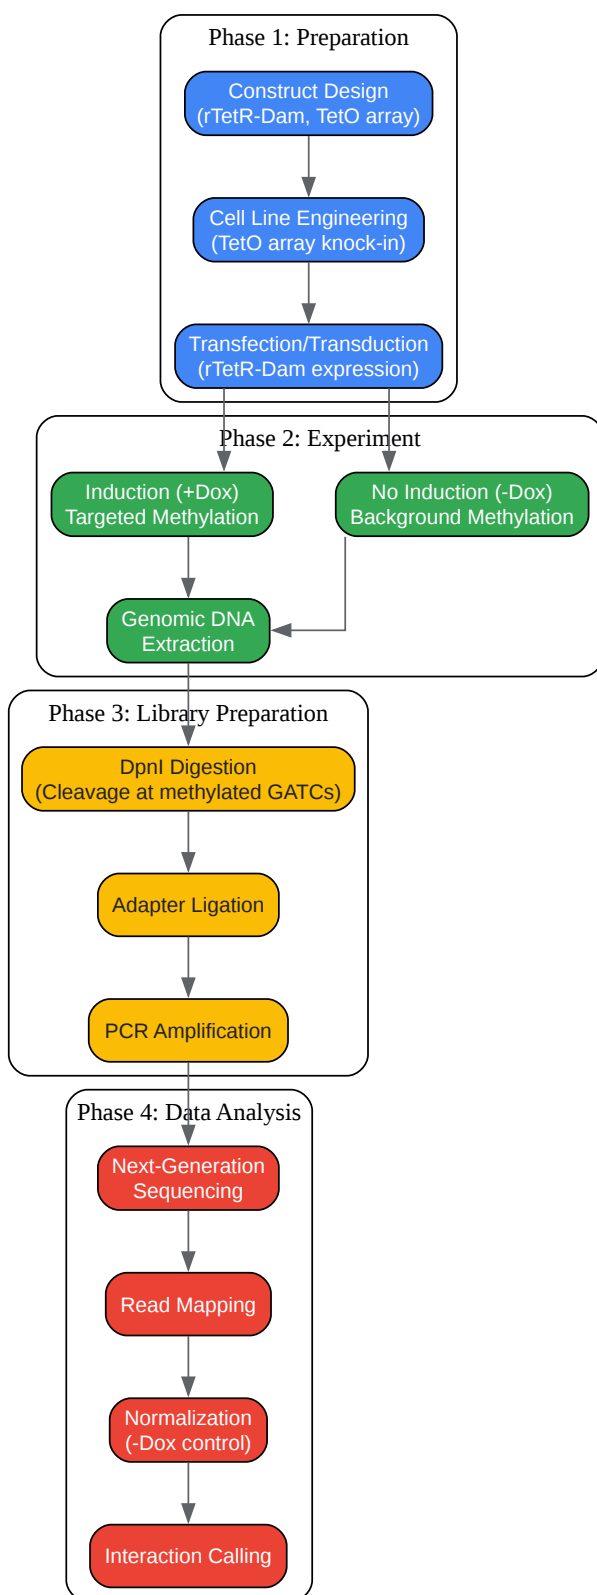 Phase 1: Preparation
Construct Design
(rTetR-Dam, TetO array)
Cell Line Engineering
(TetO array knock-in)
Transfection/Transduction
(rTetR-Dam expression)
Phase 2: Experiment
Induction (+Dox)
Targeted Methylation
No Induction (-Dox)
Background Methylation
Genomic DNA
Extraction
Phase 3: Library Preparation
DpnI Digestion
(Cleavage at methylated GATCs)
Adapter Ligation
PCR Amplification
Phase 4: Data Analysis
Next-Generation
Sequencing
Read Mapping
Normalization
(-Dox control)
Interaction Calling